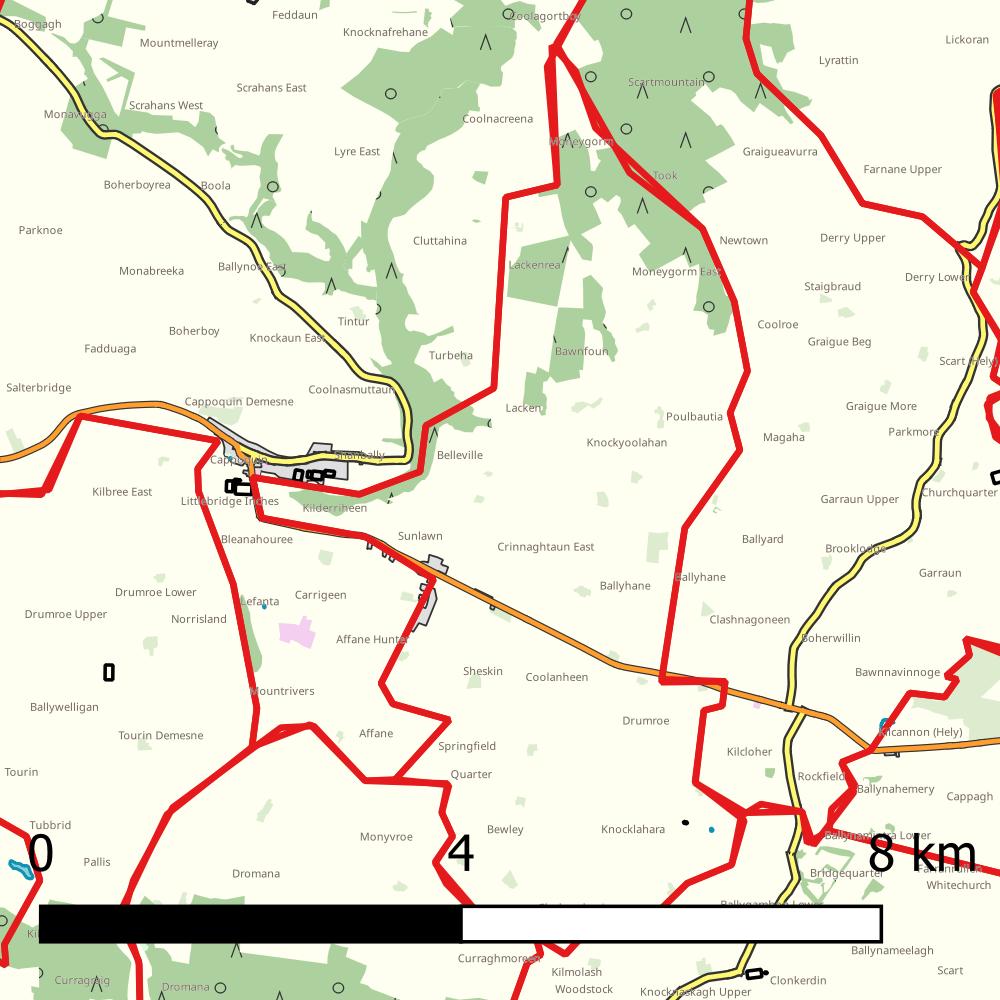 Boggagh
Feddaun
Coolagortboy
Knocknafrehane
Mountmelleray
Lickoran
Lyrattin
Scartmountain
Scrahans East
Scrahans West
Monavugga
Coolnacreena
Moneygorm
Lyre East
Graigueavurra
Farnane Upper
Took
Boherboyrea
Boola
Parknoe
Cluttahina
Newtown
Derry Upper
Monabreeka
Ballynoe East
Lackenrea
Moneygorm East
Derry Lower
Staigbraud
Tintur
Coolroe
Boherboy
Knockaun East
Graigue Beg
Fadduaga
Turbeha
Bawnfoun
Scart (Hely)
Salterbridge
Coolnasmuttaun
Cappoquin Demesne
Lacken
Poulbautia
Graigue More
Parkmore
Magaha
Knockyoolahan
Cappoquin
Shanbally
Belleville
Kilbree East
Littlebridge Inches
Kilderriheen
Garraun Upper
Churchquarter
Bleanahouree
Sunlawn
Crinnaghtaun East
Ballyard
Brooklodge
Drumroe Lower
Carrigeen
Ballyhane
Ballyhane
Garraun
Lefanta
Drumroe Upper
Norrisland
Clashnagoneen
Affane Hunter
Boherwillin
Sheskin
Coolanheen
Bawnnavinnoge
Mountrivers
Ballywelligan
Drumroe
Tourin Demesne
Affane
Kilcannon (Hely)
Springfield
Kilcloher
Tourin
Quarter
Rockfield
Ballynahemery
Cappagh
Tubbrid
Bewley
Knocklahara
Monyvroe
Ballynamintra Lower
0 4 8 km
Pallis
Dromana
Bridgequarter
Whitechurch
Ballynameelagh
Curraghmoreen
Kilmolash
Woodstock
Scart
Curragraig
Dromana
Clonkerdin
Knocknaskagh Upper